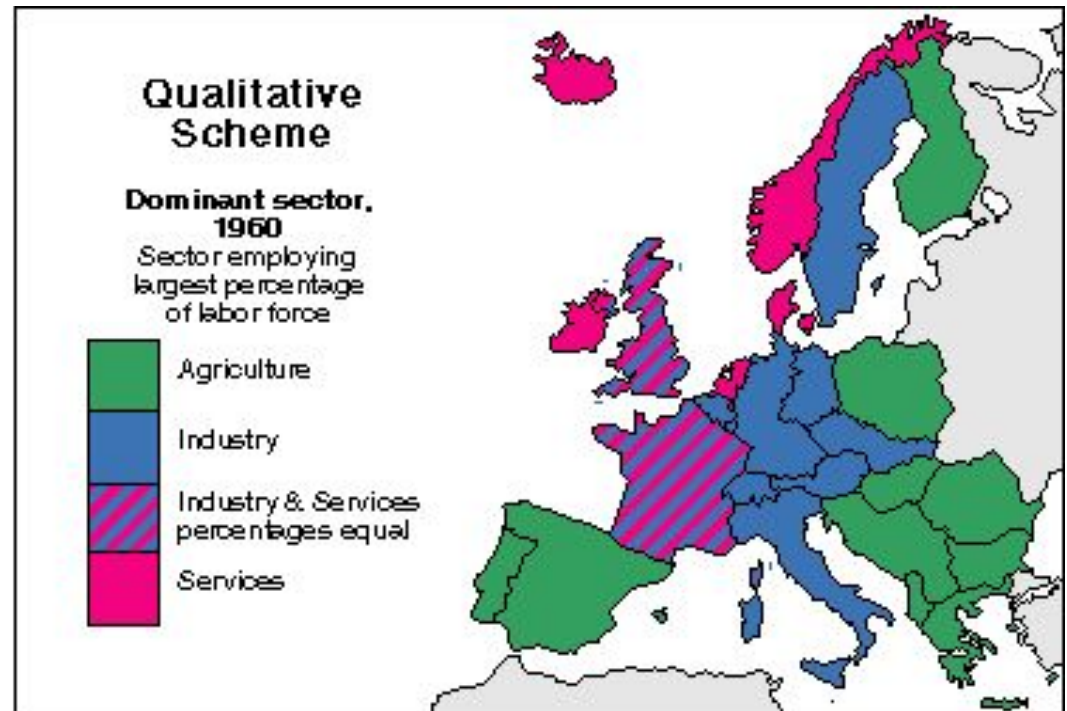 Qualitative
Scheme
Dominant sector,
1960
Sector employing
largest percentage
of labor force
Agriculture
Industry
Industry & Services
percentages equal
Services